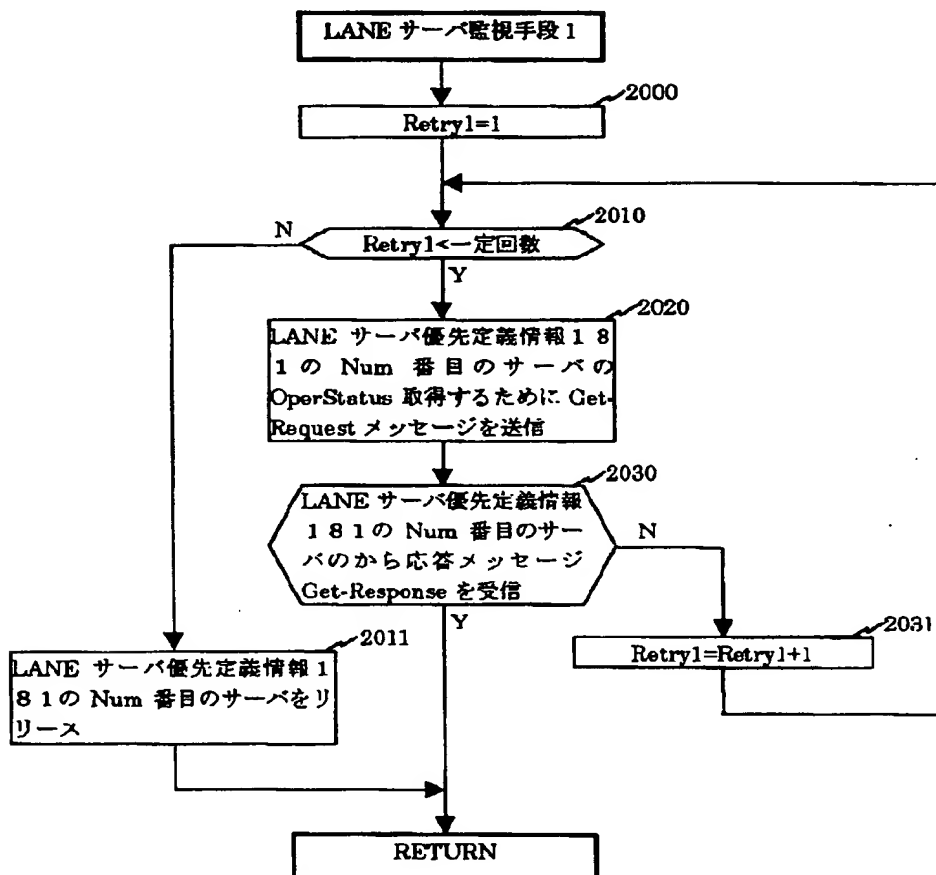 LANE サーバ監視手段1
2000
Retry1=1
2010
N
Retry1<一定回数
Y
2020
LANE サーバ優先定義情報18
1の Num 番目のサーバの
OperStatus 取得するために Get-
Request メッセージを送信
2030
LANE サーバ優先定義情報
181の Num 番目のサー
バのから応答メッセージ
Get-Response を受信
N
Y
2031
Retry1=Retry1+1
2011
LANE サーバ優先定義情報1
81の Num 番目のサーバをリ
リース
RETURN